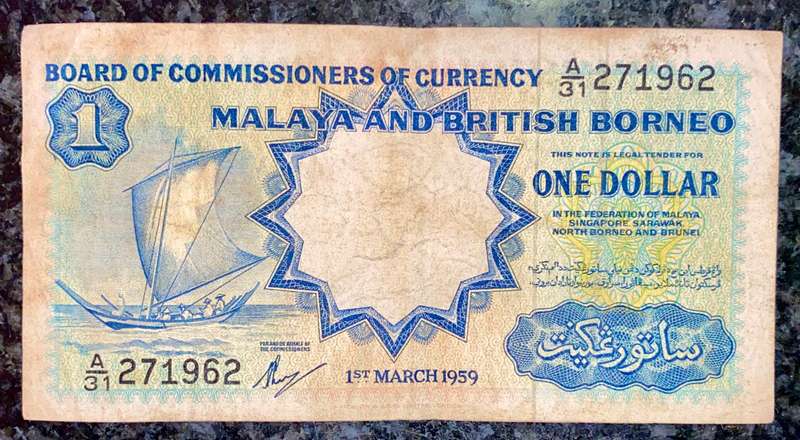 BOARD OF COMMISSIONERS OF CURRENCY A/31 271962
1
MALAYA AND BRITISH BORNEO
THIS NOTE IS LEGAL TENDER FOR
ONE DOLLAR
IN THE FEDERATION OF MALAYA
SINGAPORE SARAWAK
NORTH BORNEO AND BRUNEI
ساتو رڠݢيت
FOR AND ON BEHALF OF
THE COMMISSIONERS
A/31 271962
1ST MARCH 1959